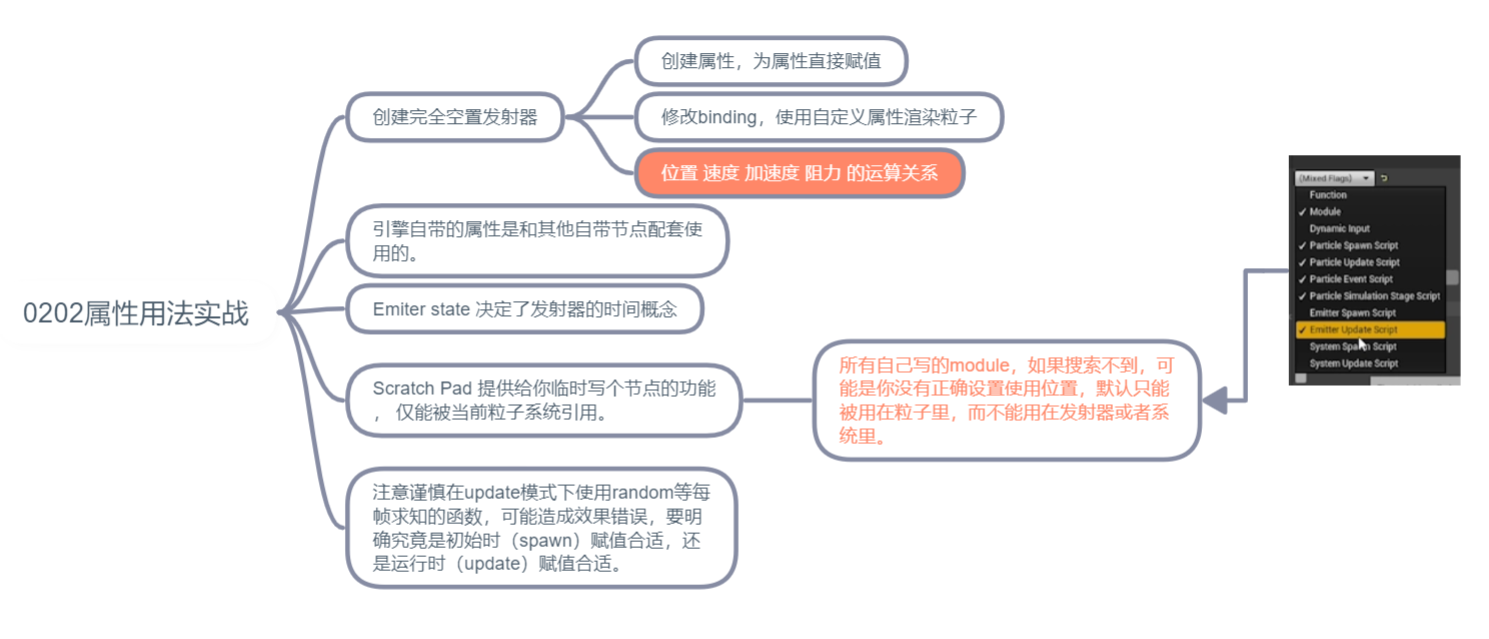 0202属性用法实战
创建完全空置发射器
创建属性，为属性直接赋值
修改binding，使用自定义属性渲染粒子
位置 速度 加速度 阻力 的运算关系
引擎自带的属性是和其他自带节点配套使
用的。
Emiter state 决定了发射器的时间概念
Scratch Pad 提供给你临时写个节点的功能
， 仅能被当前粒子系统引用。
所有自己写的module，如果搜索不到，可
能是你没有正确设置使用位置，默认只能
被用在粒子里，而不能用在发射器或者系
统里。
(Mixed Flags)
Function
Module
Dynamic Input
Particle Spawn Script
Particle Update Script
Particle Event Script
Particle Simulation Stage Script
Emitter Spawn Script
Emitter Update Script
System Spawn Script
System Update Script
注意谨慎在update模式下使用random等每
帧求知的函数，可能造成效果错误，要明
确究竟是初始时（spawn）赋值合适，还
是运行时（update）赋值合适。